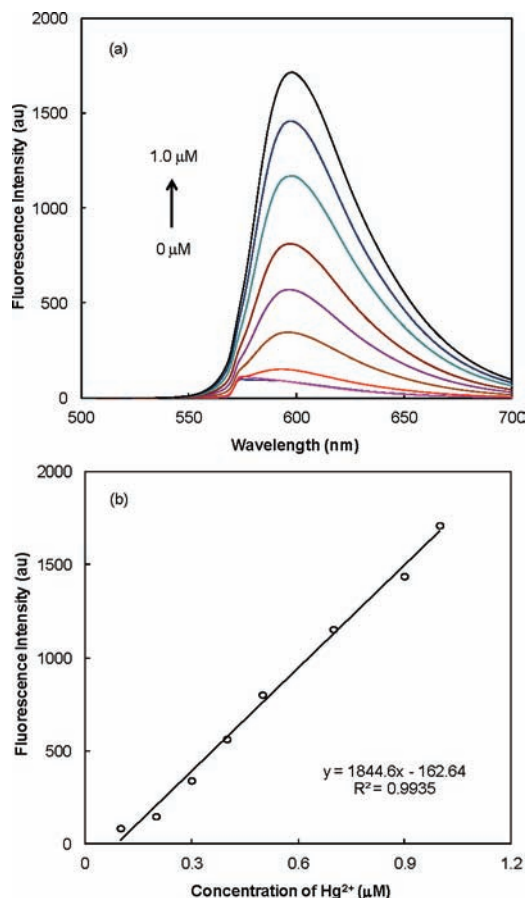 2000
(a)
1500
1.0 μM
1000
0 μM
500
0
500 550 600 650 700
Fluorescence Intensity (au)
Wavelength (nm)
2000
(b)
1500
1000
500
y = 1844.6x - 162.64
R² = 0.9935
0
0 0.3 0.6 0.9 1.2
Fluorescence Intensity (au)
Concentration of Hg²⁺ (μM)